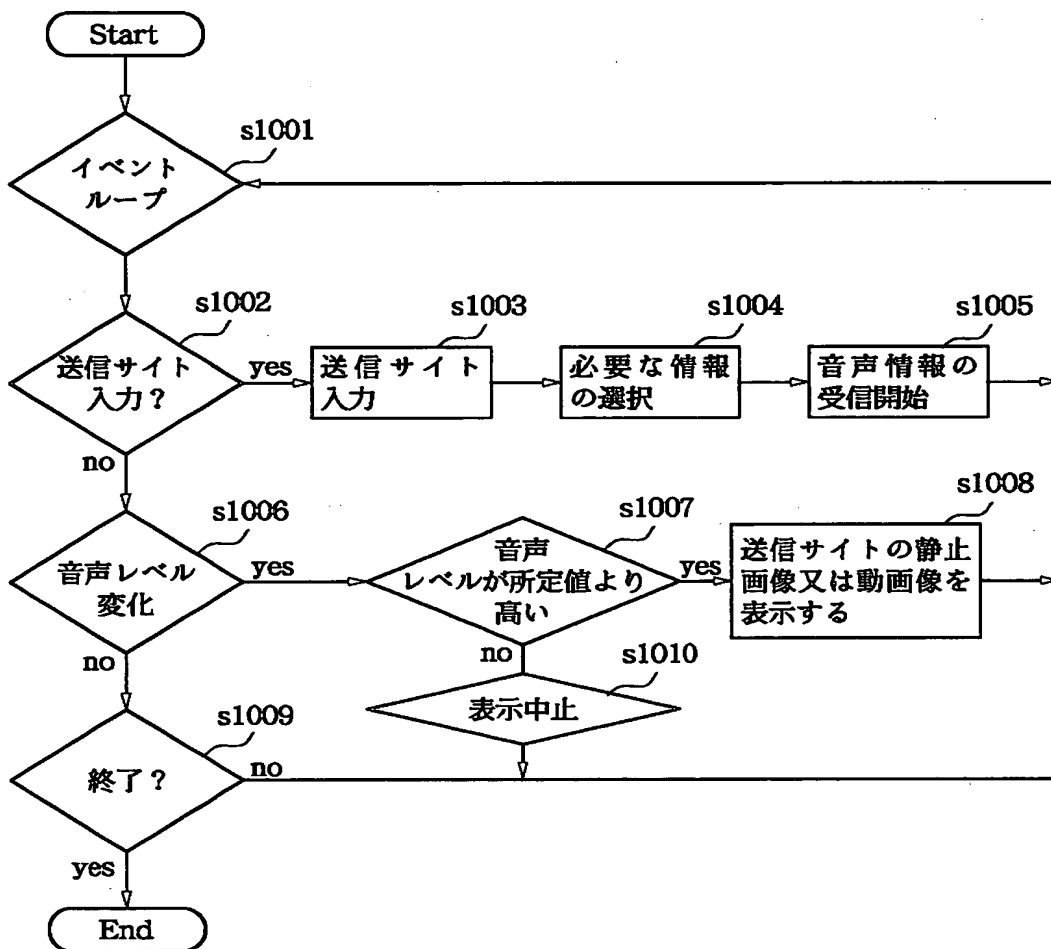 Start
s1001
イベント
ループ
s1002
送信サイト
入力?
yes
s1003
送信サイト
入力
s1004
必要な情報
の選択
s1005
音声情報の
受信開始
no
s1006
音声レベル
変化
yes
s1007
音声
レベルが所定値より
高い
yes
s1008
送信サイトの静止
画像又は動画像を
表示する
no
no
s1010
表示中止
s1009
終了?
no
yes
End